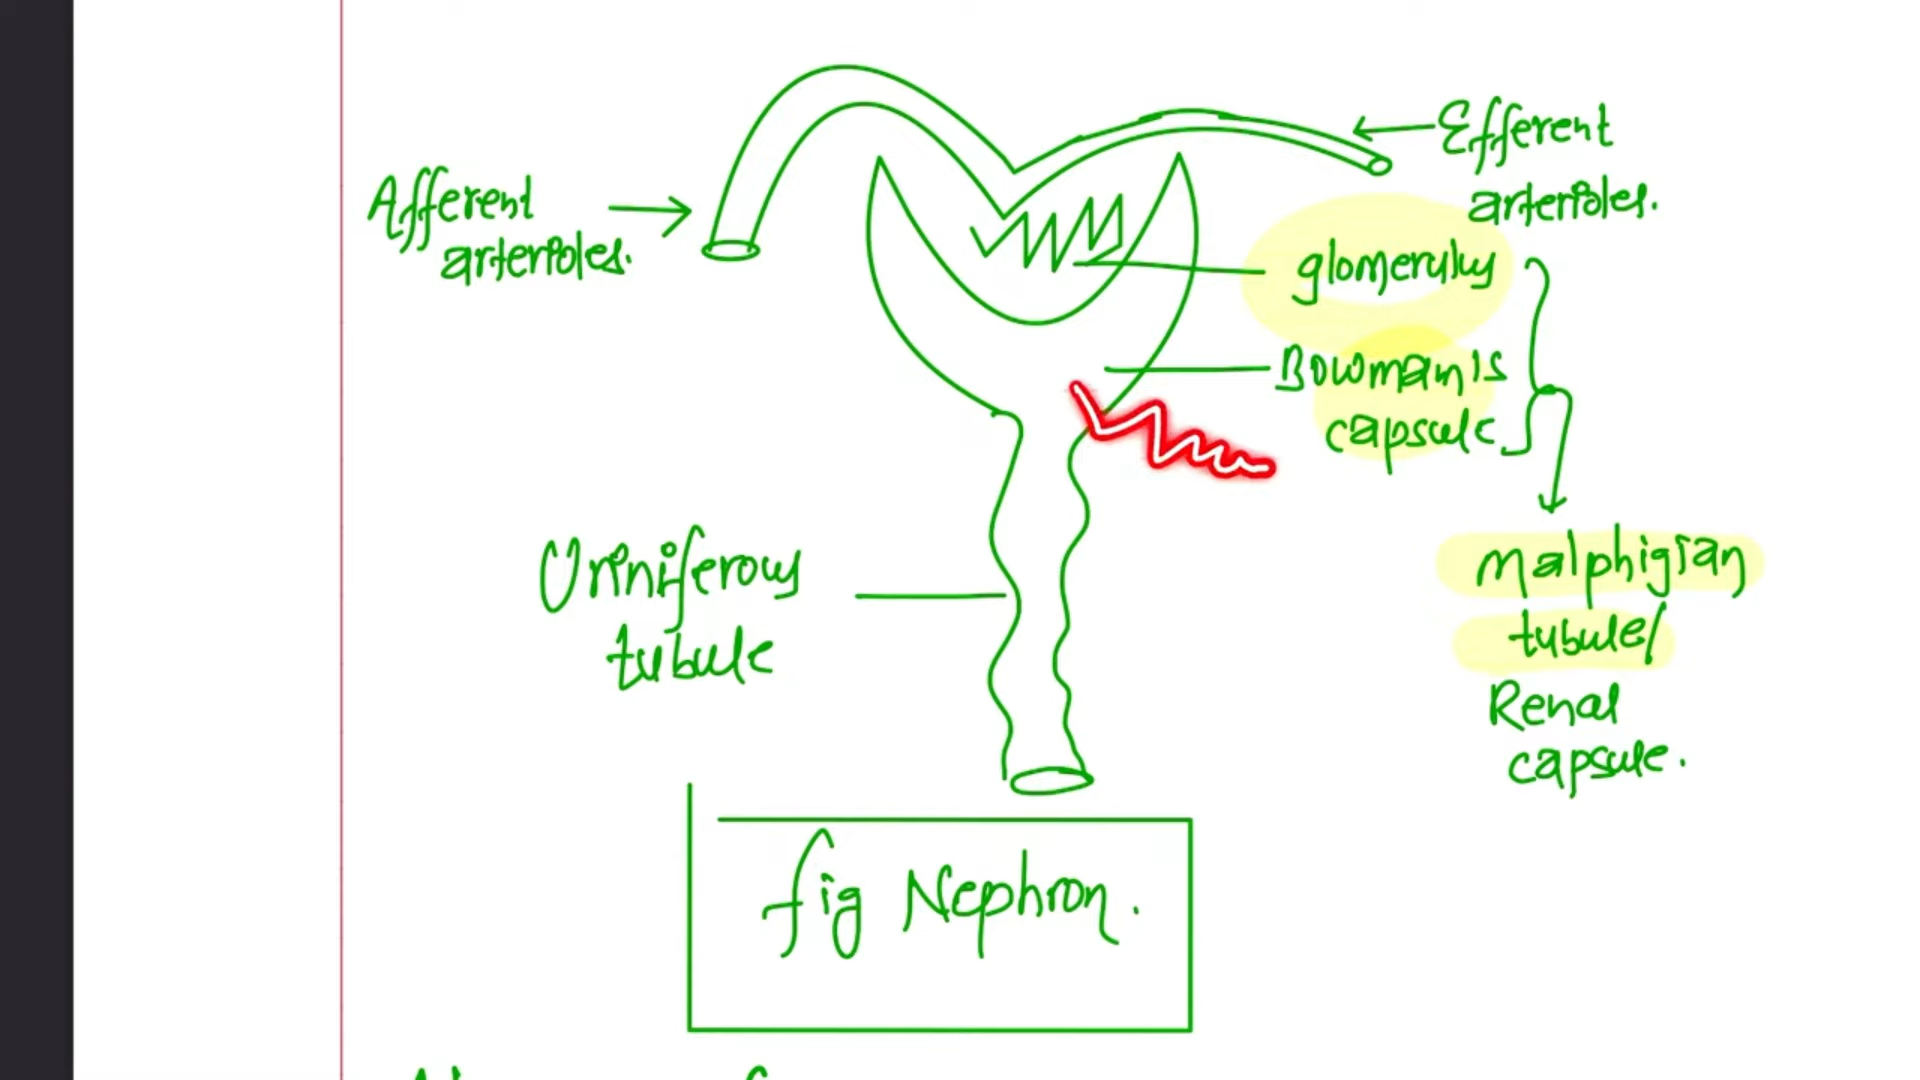 Efferent
arterioles.
Afferent
arterioles.
glomerulus
Bowman's
capsule
Uriniferous
tubule
Malphigian
tubule/
Renal
capsule.
fig Nephron.